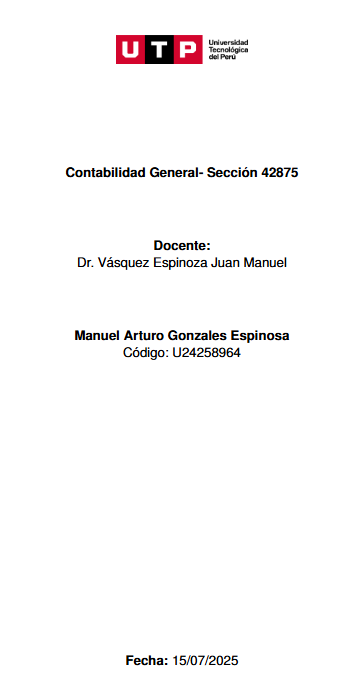 UTP
Universidad
Tecnológica
del Perú
Contabilidad General- Sección 42875
Docente:
Dr. Vásquez Espinoza Juan Manuel
Manuel Arturo Gonzales Espinosa
Código: U24258964
Fecha: 15/07/2025